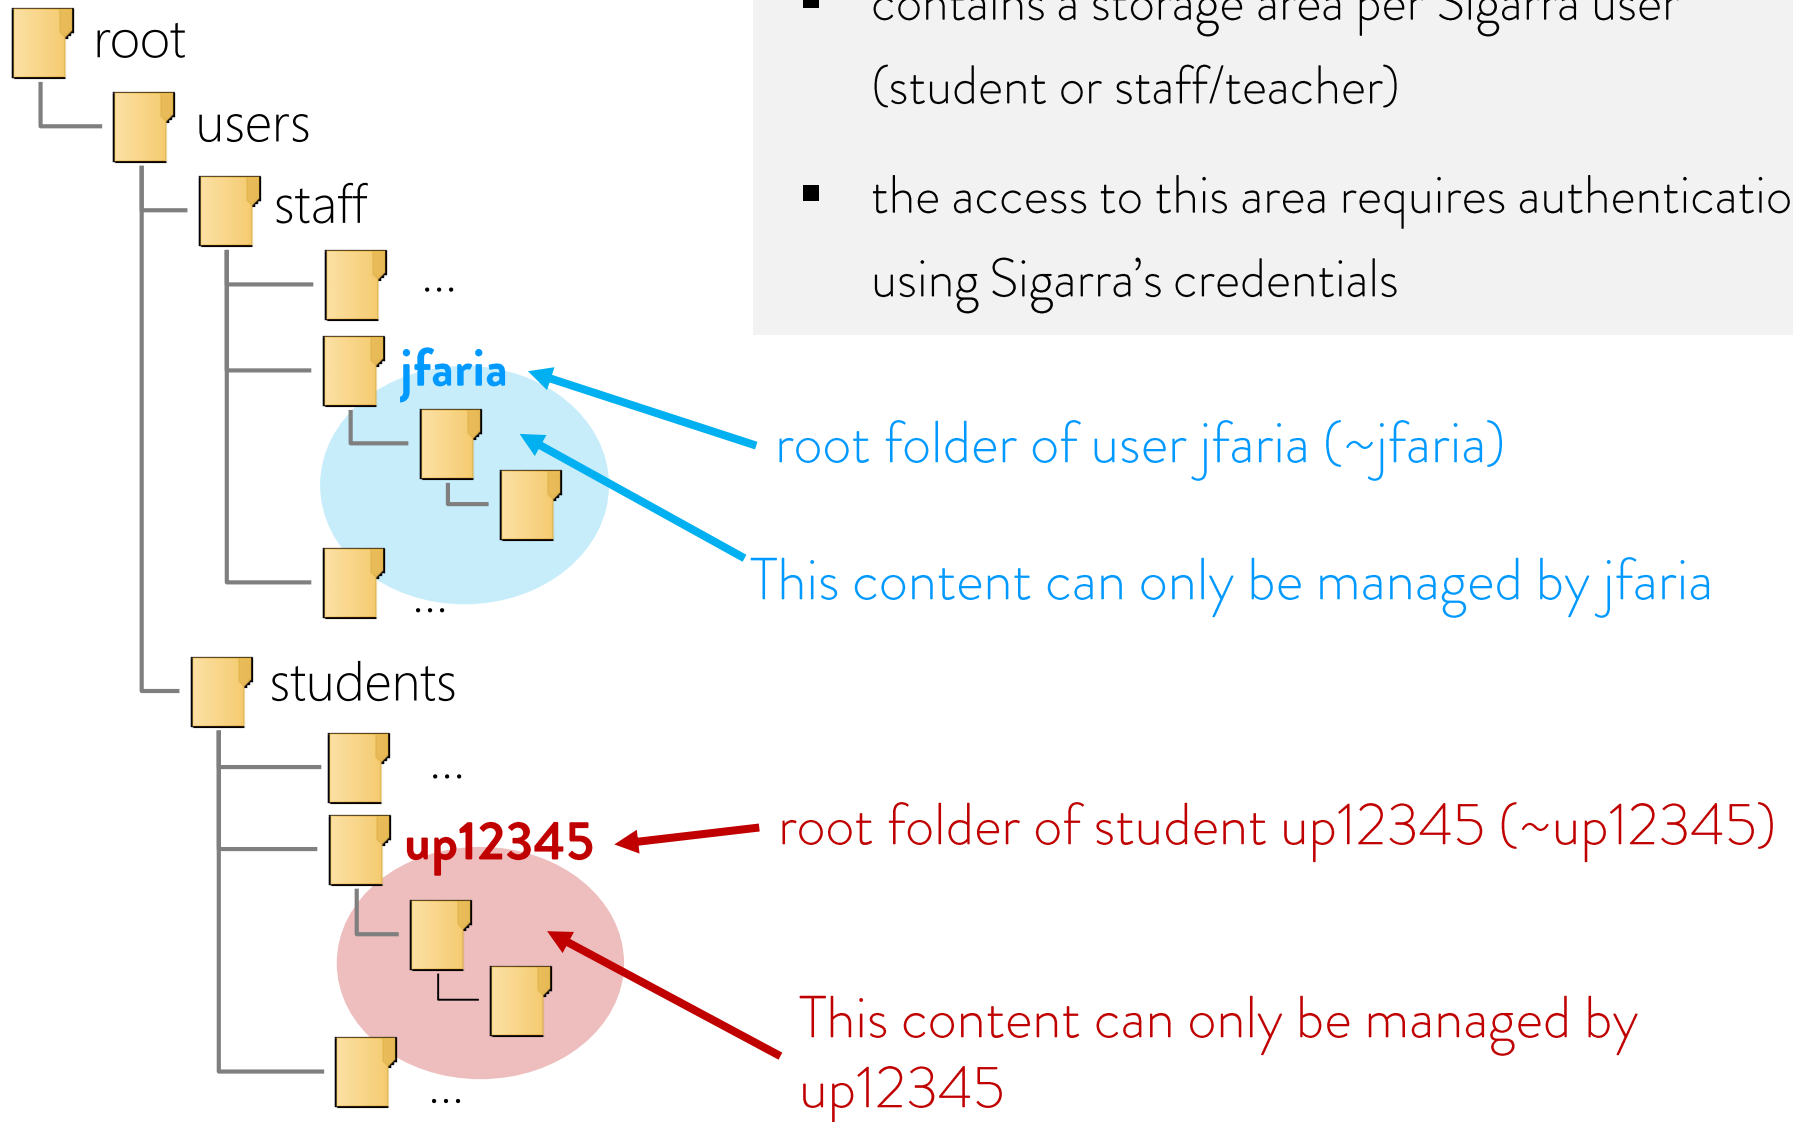 root
users
staff
...
jfaria
...
students
...
up12345
...
▪ contains a storage area per Sigarra user
(student or staff/teacher)
▪ the access to this area requires authenticatio
using Sigarra's credentials
root folder of user jfaria (~jfaria)
This content can only be managed by jfaria
root folder of student up12345 (~up12345)
This content can only be managed by
up12345